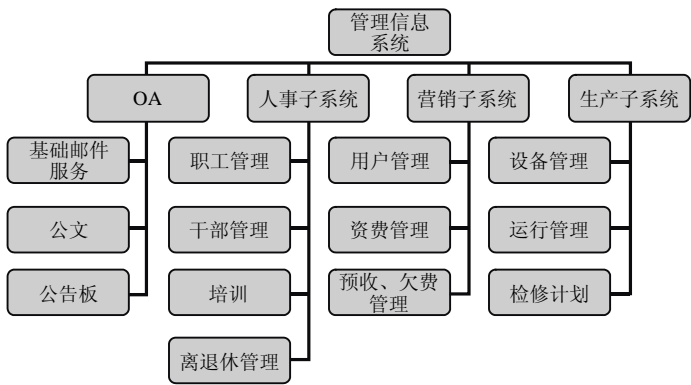 管理信息
系统
OA
人事子系统
营销子系统
生产子系统
基础邮件
服务
职工管理
用户管理
设备管理
公文
干部管理
资费管理
运行管理
公告板
培训
预收、欠费
管理
检修计划
离退休管理